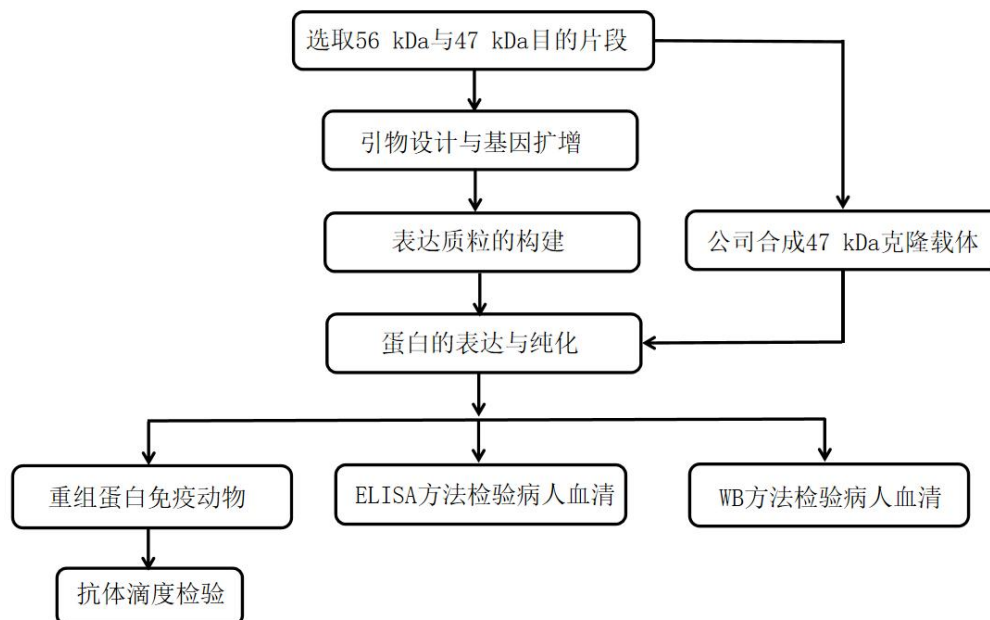 选取56 kDa与47 kDa目的片段
引物设计与基因扩增
表达质粒的构建
公司合成47 kDa克隆载体
蛋白的表达与纯化
重组蛋白免疫动物
ELISA方法检验病人血清
WB方法检验病人血清
抗体滴度检验